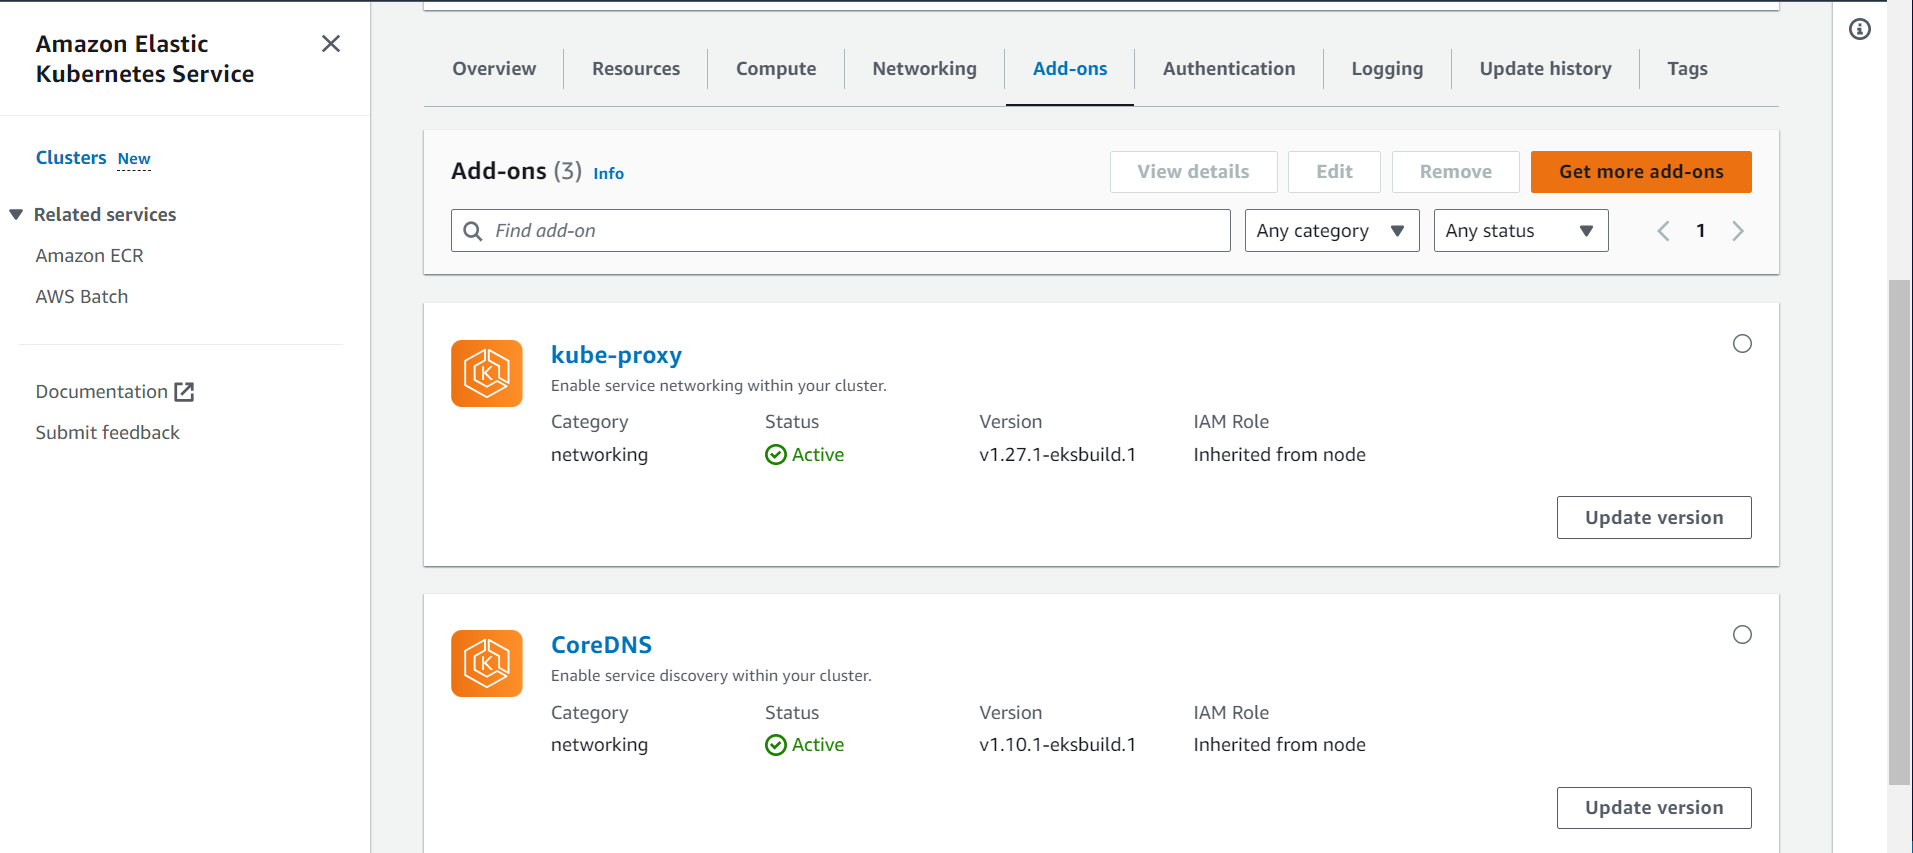 Amazon Elastic
Kubernetes Service
Clusters New
Related services
Amazon ECR
AWS Batch
Documentation
Submit feedback
Overview
Resources
Compute
Networking
Add-ons
Authentication
Logging
Update history
Tags
Add-ons (3) Info
View details
Edit
Remove
Get more add-ons
Find add-on
Any category
Any status
1
kube-proxy
Enable service networking within your cluster.
Category
Status
Version
IAM Role
networking
Active
v1.27.1-eksbuild.1
Inherited from node
Update version
CoreDNS
Enable service discovery within your cluster.
Category
Status
Version
IAM Role
networking
Active
v1.10.1-eksbuild.1
Inherited from node
Update version